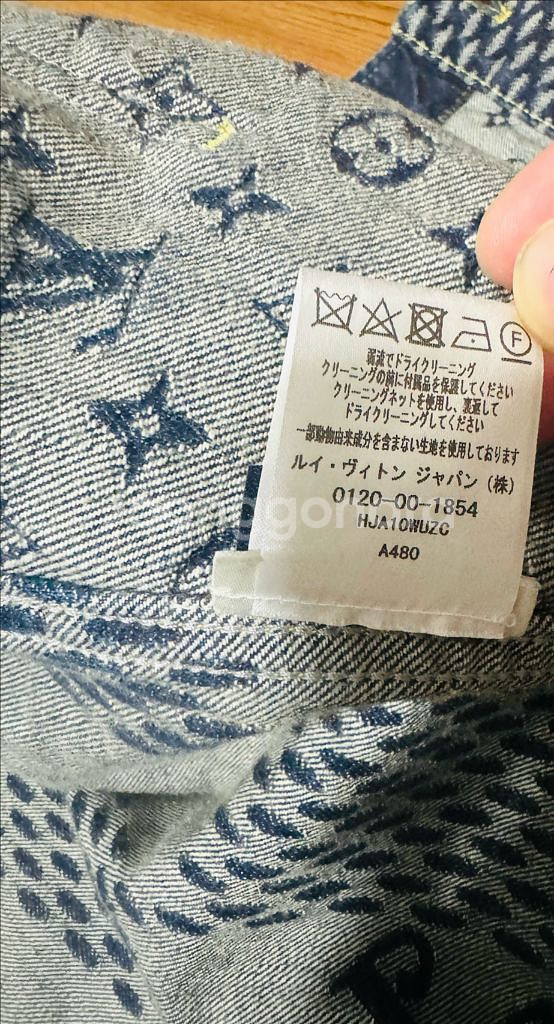 F
弱流でドライクリーニング
クリーニングの前に付属品を保護してください
クリーニングネットを使用し、裏返して
ドライクリーニングしてください
一部動物由来成分を含まない生地を使用しております
ルイ・ヴィトン ジャパン (株)
0120-00-1854
HJA10WUZC
A480